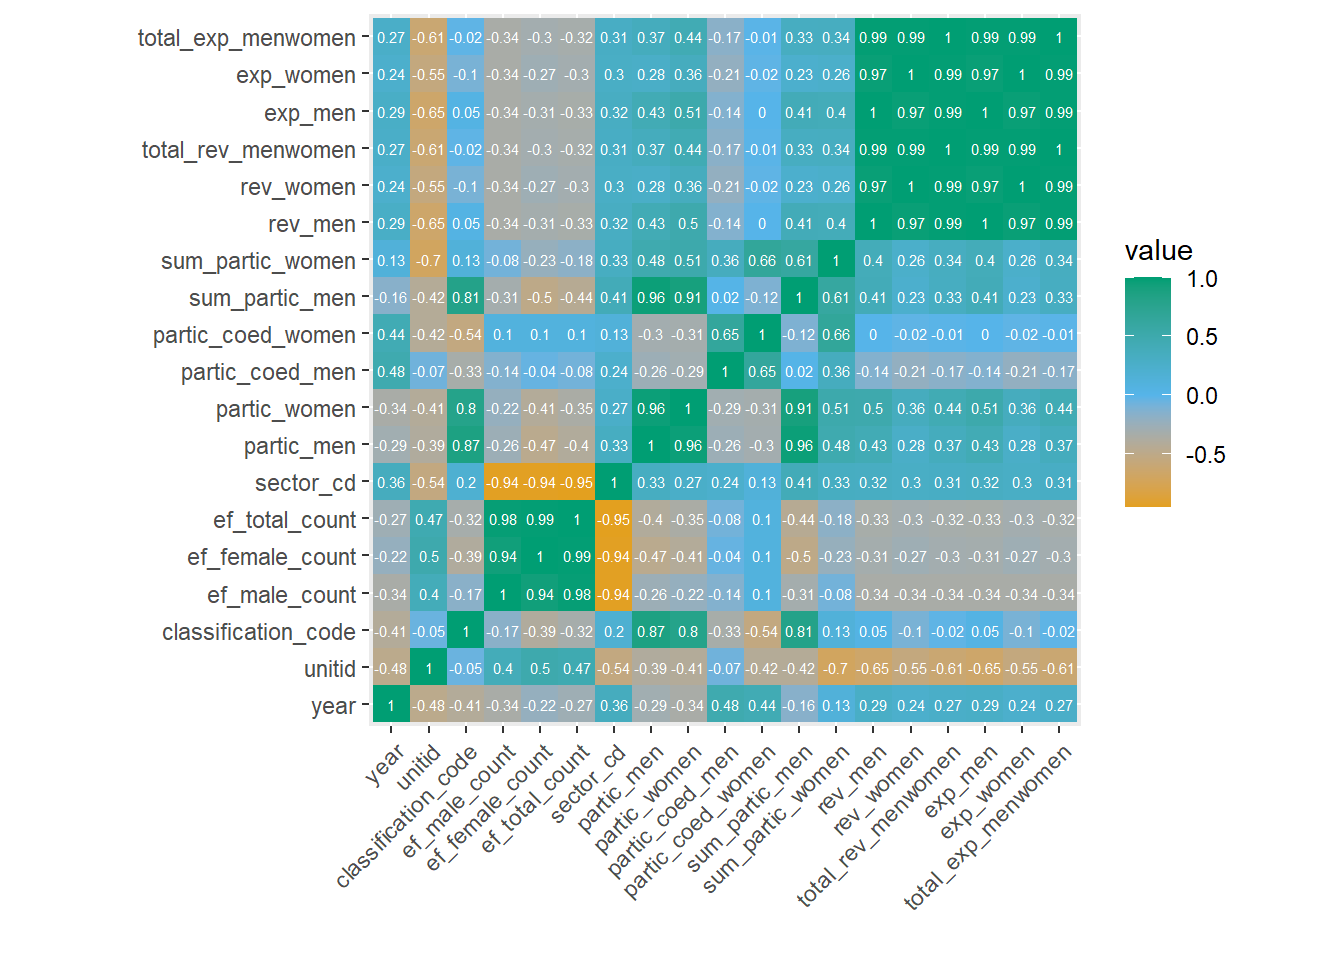 total_exp_menwomen 0.27 -0.61 -0.02 -0.34 -0.3 -0.32 0.31 0.37 0.44 -0.17 -0.01 0.33 0.34 0.99 0.99 1 0.99 0.99 1
exp_women 0.24 -0.55 -0.1 -0.34 -0.27 -0.3 0.3 0.28 0.36 -0.21 -0.02 0.23 0.26 0.97 1 0.99 0.97 1 0.99
exp_men 0.29 -0.65 0.05 -0.34 -0.31 -0.33 0.32 0.43 0.51 -0.14 0 0.41 0.4 1 0.97 0.99 1 0.97 0.99
total_rev_menwomen 0.27 -0.61 -0.02 -0.34 -0.3 -0.32 0.31 0.37 0.44 -0.17 -0.01 0.33 0.34 0.99 0.99 1 0.99 0.99 1
rev_women 0.24 -0.55 -0.1 -0.34 -0.27 -0.3 0.3 0.28 0.36 -0.21 -0.02 0.23 0.26 0.97 1 0.99 0.97 1 0.99
rev_men 0.29 -0.65 0.05 -0.34 -0.31 -0.33 0.32 0.43 0.5 -0.14 0 0.41 0.4 1 0.97 0.99 1 0.97 0.99
sum_partic_women 0.13 -0.7 0.13 -0.08 -0.23 -0.18 0.33 0.48 0.51 0.36 0.66 0.61 1 0.4 0.26 0.34 0.4 0.26 0.34
sum_partic_men -0.16 -0.42 0.81 -0.31 -0.5 -0.44 0.41 0.96 0.91 0.02 -0.12 1 0.61 0.41 0.23 0.33 0.41 0.23 0.33
partic_coed_women 0.44 -0.42 -0.54 0.1 0.1 0.1 0.13 -0.3 -0.31 0.65 1 -0.12 0.66 0 -0.02 -0.01 0 -0.02 -0.01
partic_coed_men 0.48 -0.07 -0.33 -0.14 -0.04 -0.08 0.24 -0.26 -0.29 1 0.65 0.02 0.36 -0.14 -0.21 -0.17 -0.14 -0.21 -0.17
partic_women -0.34 -0.41 0.8 -0.22 -0.41 -0.35 0.27 0.96 1 -0.29 -0.31 0.91 0.51 0.5 0.36 0.44 0.51 0.36 0.44
partic_men -0.29 -0.39 0.87 -0.26 -0.47 -0.4 0.33 1 0.96 -0.26 -0.3 0.96 0.48 0.43 0.28 0.37 0.43 0.28 0.37
sector_cd 0.36 -0.54 0.2 -0.94 -0.94 -0.95 1 0.33 0.27 0.24 0.13 0.41 0.33 0.32 0.3 0.31 0.32 0.3 0.31
ef_total_count -0.27 0.47 -0.32 0.98 0.99 1 -0.95 -0.4 -0.35 -0.08 0.1 -0.44 -0.18 -0.33 -0.3 -0.32 -0.33 -0.3 -0.32
ef_female_count -0.22 0.5 -0.39 0.94 1 0.99 -0.94 -0.47 -0.41 -0.04 0.1 -0.5 -0.23 -0.31 -0.27 -0.3 -0.31 -0.27 -0.3
ef_male_count -0.34 0.4 -0.17 1 0.94 0.98 -0.94 -0.26 -0.22 -0.14 0.1 -0.31 -0.08 -0.34 -0.34 -0.34 -0.34 -0.34 -0.34
classification_code -0.41 -0.05 1 -0.17 -0.39 -0.32 0.2 0.87 0.8 -0.33 -0.54 0.81 0.13 0.05 -0.1 -0.02 0.05 -0.1 -0.02
unitid -0.48 1 -0.05 0.4 0.5 0.47 -0.54 -0.39 -0.41 -0.07 -0.42 -0.42 -0.7 -0.65 -0.55 -0.61 -0.65 -0.55 -0.61
year 1 -0.48 -0.41 -0.34 -0.22 -0.27 0.36 -0.29 -0.34 0.48 0.44 -0.16 0.13 0.29 0.24 0.27 0.29 0.24 0.27
year
unitid
classification_code
ef_male_count
ef_female_count
ef_total_count
sector_cd
partic_men
partic_women
partic_coed_men
partic_coed_women
sum_partic_men
sum_partic_women
rev_men
rev_women
total_rev_menwomen
exp_men
exp_women
total_exp_menwomen
value
1.0
0.5
0.0
-0.5